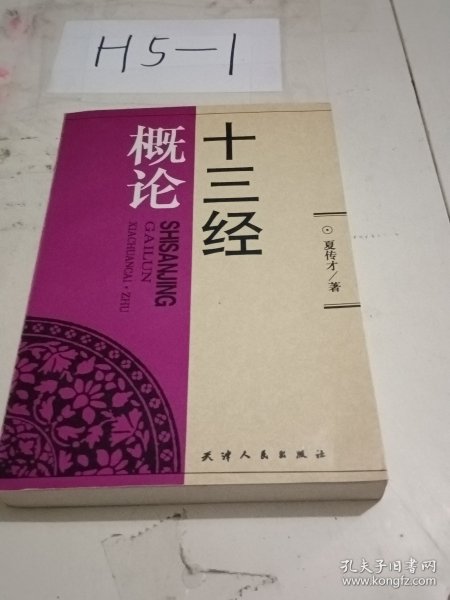 H5-1
十三经
概论
SHISANJING
GAILUN
XIACHUANCAI·ZHU
夏传才/著
天津人民出版社
孔夫子旧书网
www.kongfz.com